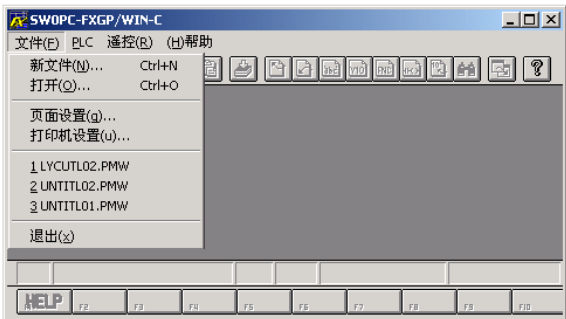 SWOPC-FXGP/WIN-C
文件(F) PLC 遥控(R) (H)帮助
新文件(N)... Ctrl+N
打开(O)... Ctrl+O
页面设置(g)...
打印机设置(u)...
1 LYCUTL02.PMW
2 UNTITL02.PMW
3 UNTITL01.PMW
退出(x)
HELP F2 F3 F4 F5 F6 F7 F8 F9 F10